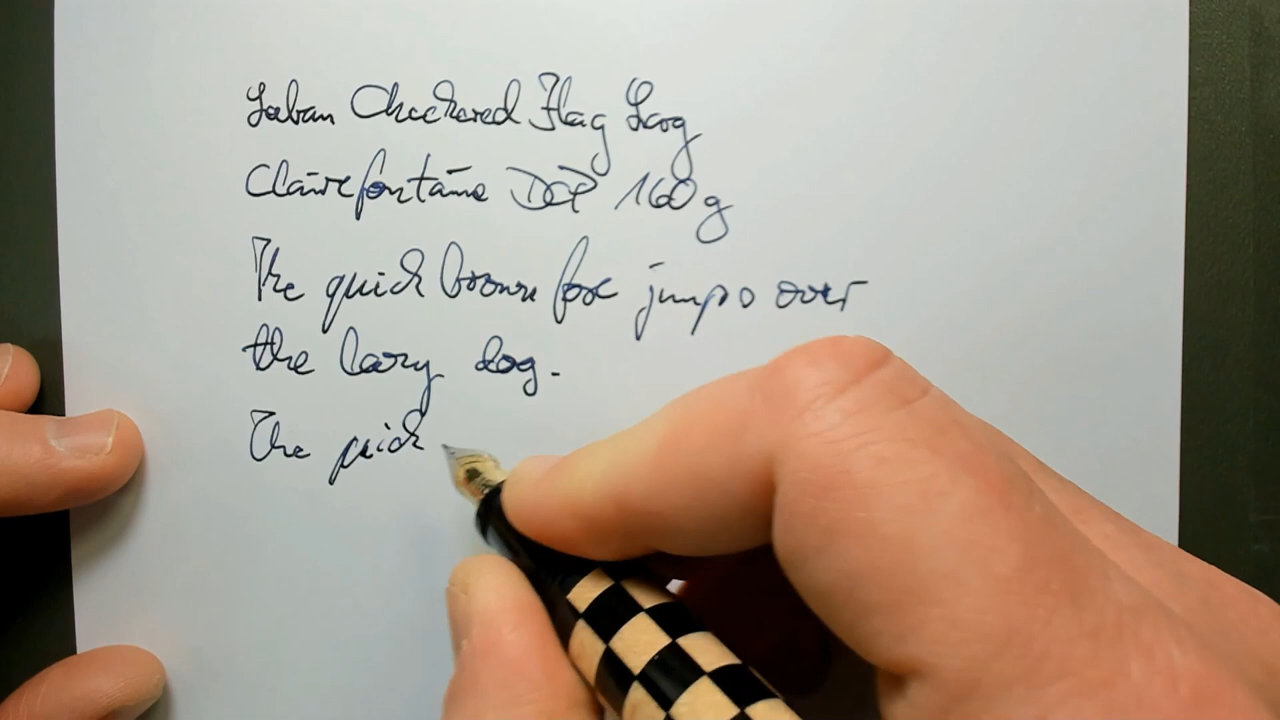 Laban Checkered Flag Long
Clairefontaine DCP 160 g
The quick brown fox jumps over
the lazy dog.
The quick